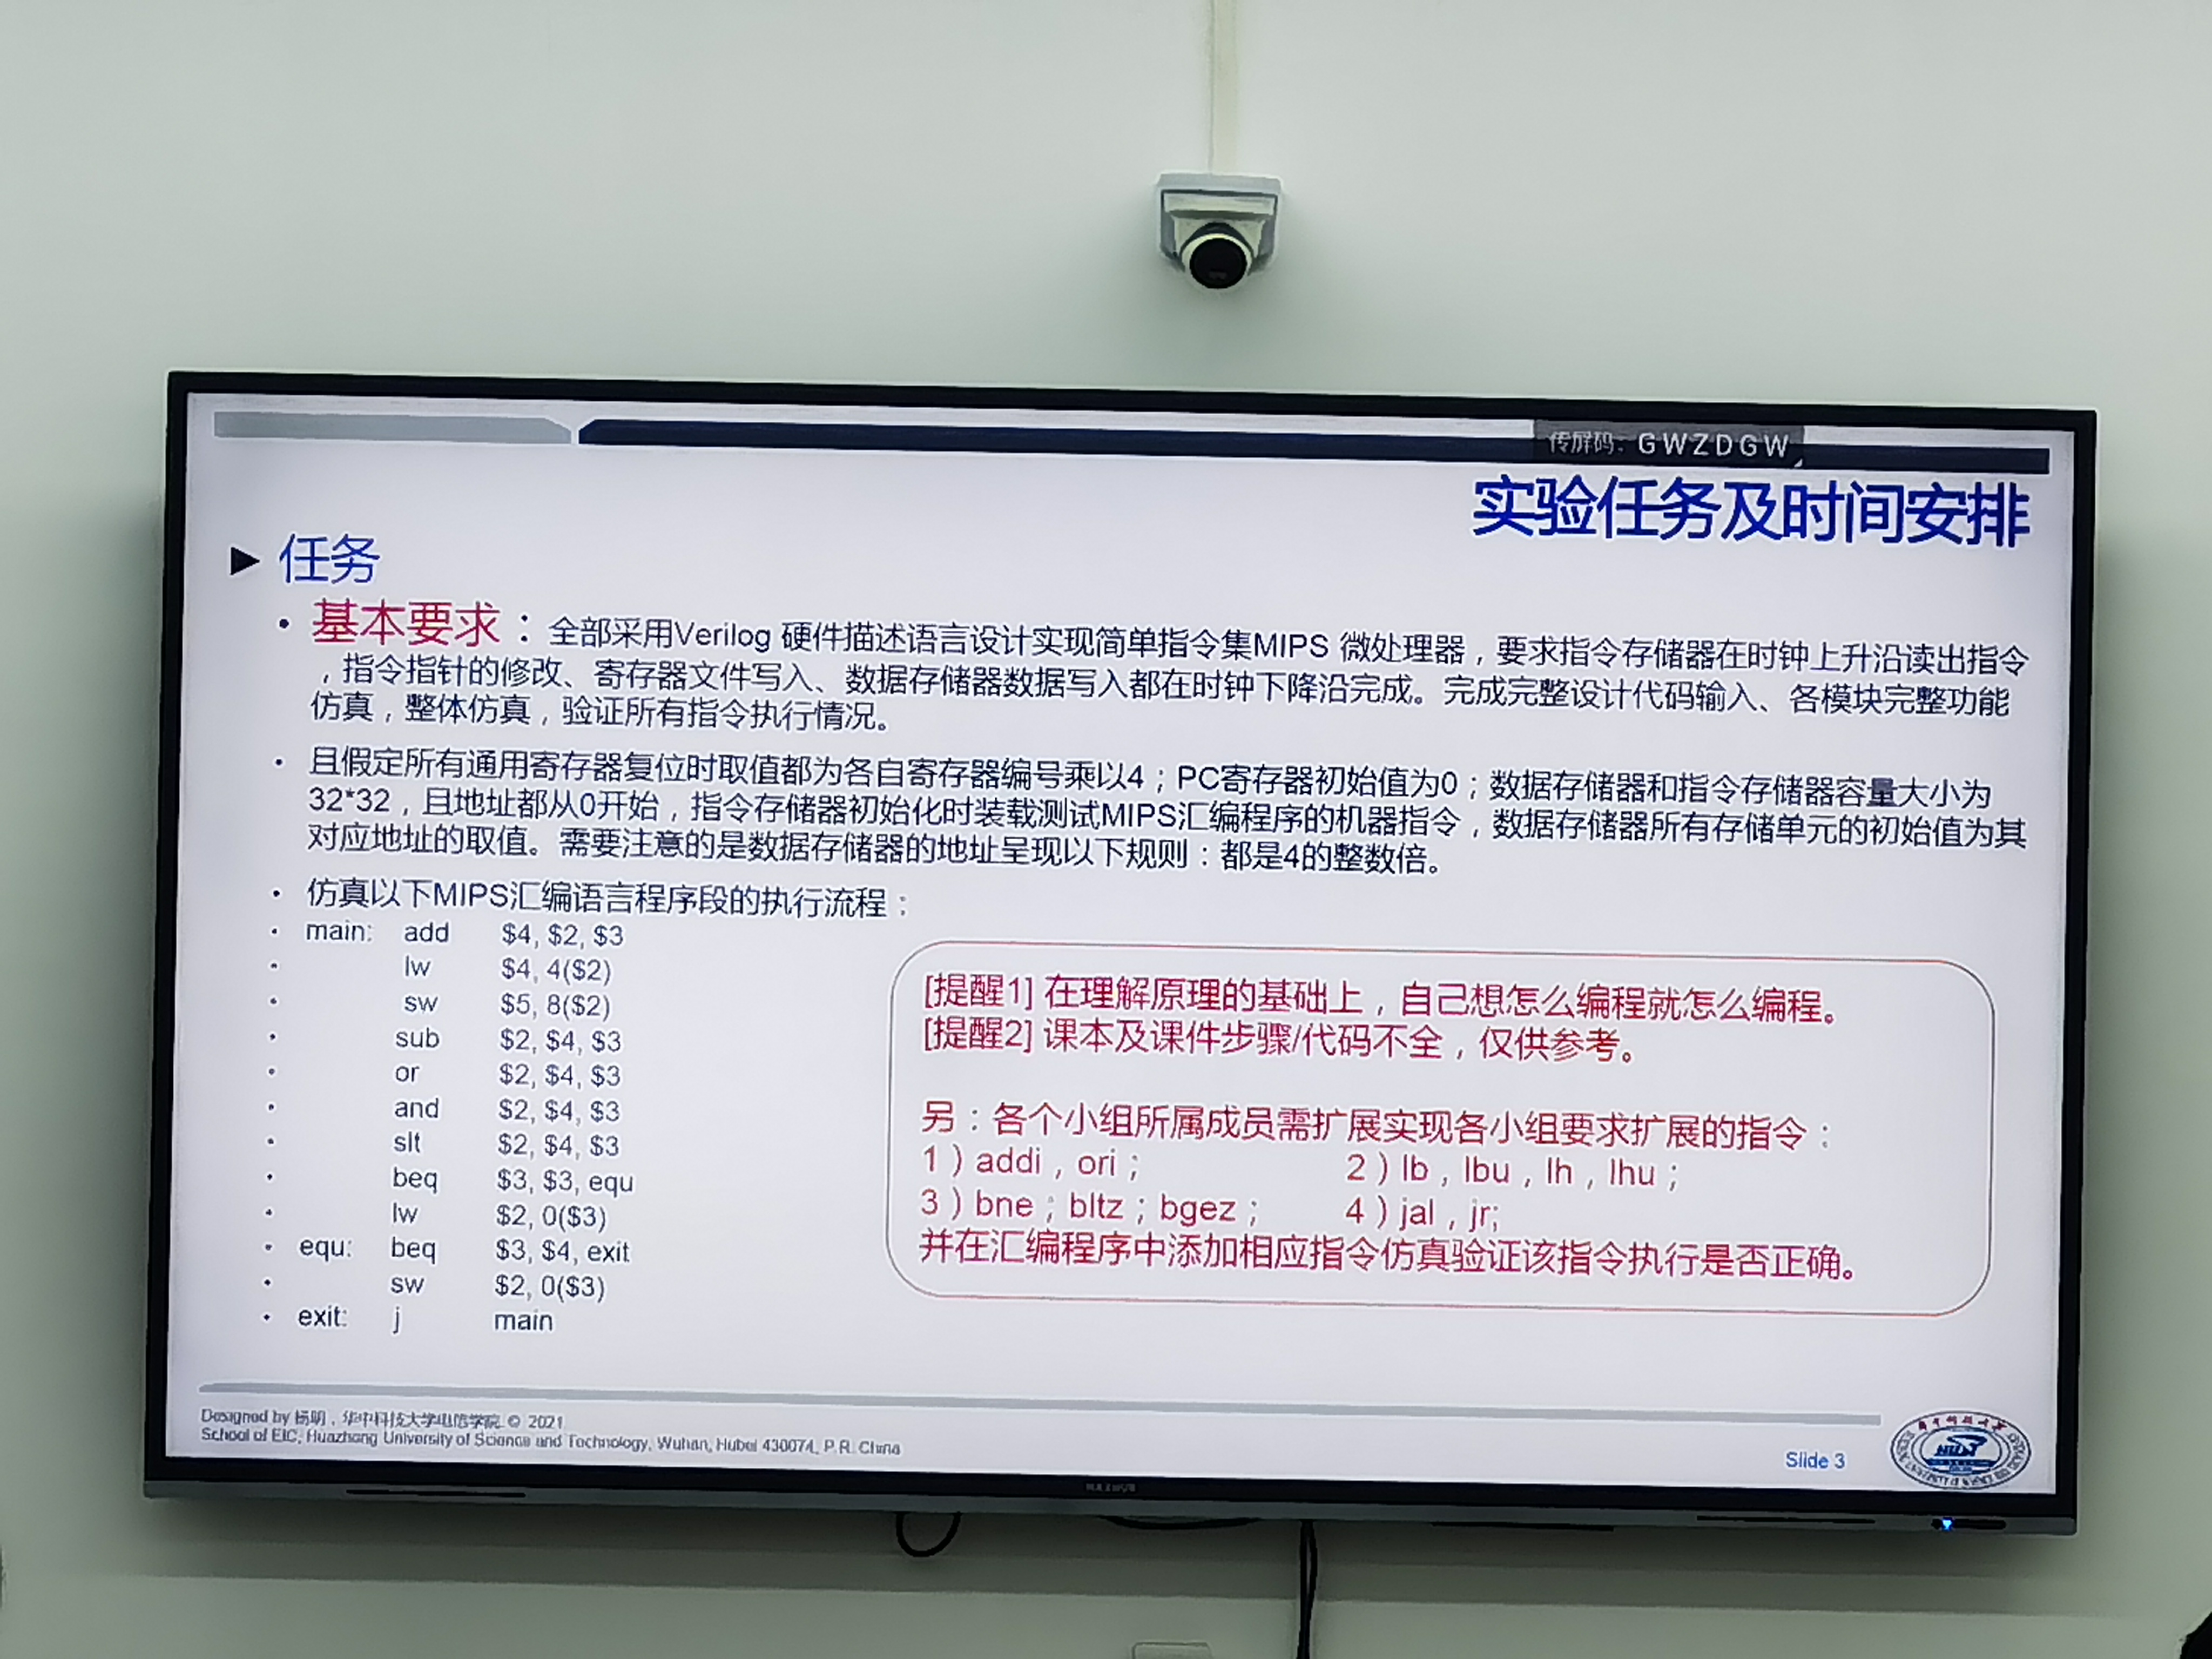 传屏码: GWZDGW
实验任务及时间安排
▶ 任务
• 基本要求：全部采用Verilog 硬件描述语言设计实现简单指令集MIPS 微处理器，要求指令存储器在时钟上升沿读出指令
，指令指针的修改、寄存器文件写入、数据存储器数据写入都在时钟下降沿完成。完成完整设计代码输入、各模块完整功能
仿真，整体仿真，验证所有指令执行情况。
• 且假定所有通用寄存器复位时取值都为各自寄存器编号乘以4；PC寄存器初始值为0；数据存储器和指令存储器容量大小为
32*32，且地址都从0开始，指令存储器初始化时装载测试MIPS汇编程序的机器指令，数据存储器所有存储单元的初始值为其
对应地址的取值。需要注意的是数据存储器的地址呈现以下规则：都是4的整数倍。
• 仿真以下MIPS汇编语言程序段的执行流程：
• main: add $4, $2, $3
• lw $4, 4($2)
• sw $5, 8($2)
• sub $2, $4, $3
• or $2, $4, $3
• and $2, $4, $3
• slt $2, $4, $3
• beq $3, $3, equ
• lw $2, 0($3)
• equ: beq $3, $4, exit
• sw $2, 0($3)
• exit: j main
[提醒1] 在理解原理的基础上，自己想怎么编程就怎么编程。
[提醒2] 课本及课件步骤/代码不全，仅供参考。
另：各个小组所属成员需扩展实现各小组要求扩展的指令：
1）addi，ori； 2）lb，lbu，lh，lhu；
3）bne；bltz；bgez； 4）jal，jr;
并在汇编程序中添加相应指令仿真验证该指令执行是否正确。
Designed by 杨明，华中科技大学电信学院 © 2021
School of EIC, Huazhong University of Science and Technology, Wuhan, Hubei 430074, P.R. China
Slide 3